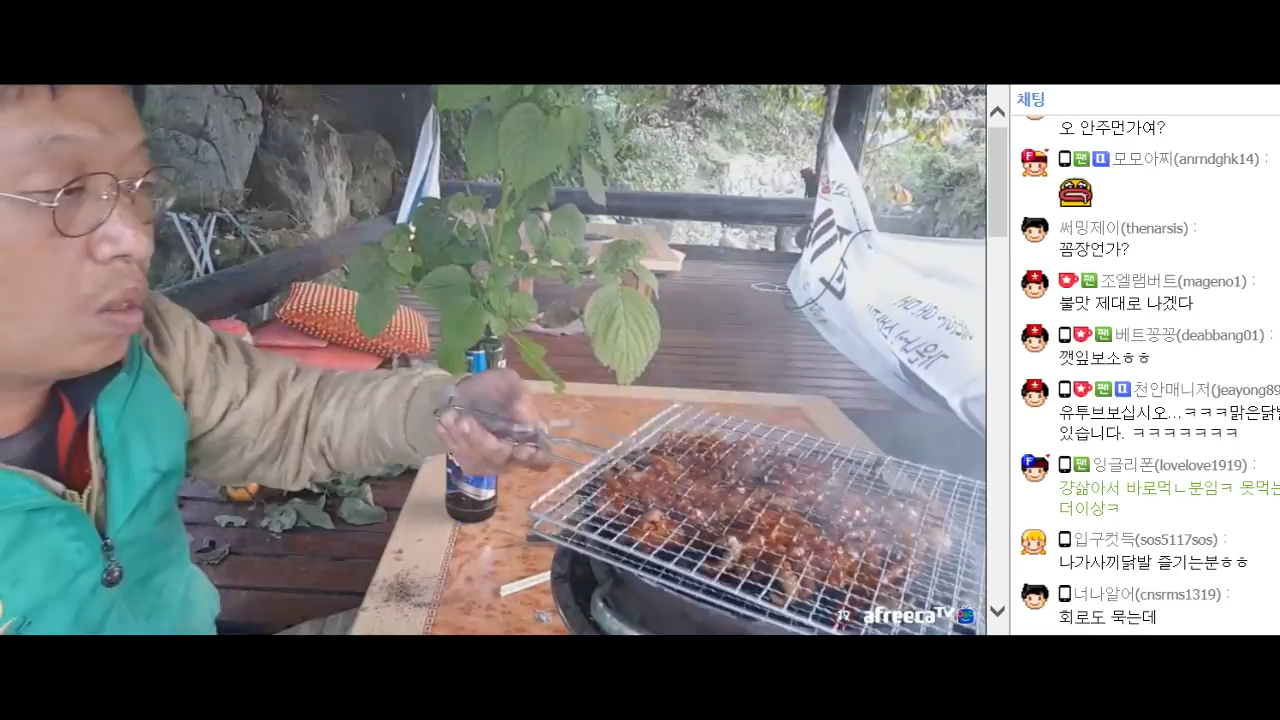 채팅
오 안주먼가여?
팬 모모아찌(anrndghk14) :
써밍제이(thenarsis) :
꼼장언가?
팬 조엘램버트(mageno1) :
불맛 제대로 나겠다
팬 베트꽁꽁(deabbang01) :
깻잎보소ㅎㅎ
팬 천안매니저(jeayong89
유투브보십시오...ㅋㅋㅋ맑은닭발
있습니다. ㅋㅋㅋㅋㅋㅋㅋ
팬 잉글리폰(lovelove1919) :
걍삶아서 바로먹ㄴ분임ㅋ 못먹는
더이상ㅋ
입구컷득(sos5117sos) :
나가사끼닭발 즐기는분ㅎㅎ
너나알어(cnsrms1319) :
회로도 묵는데
afreecaTV